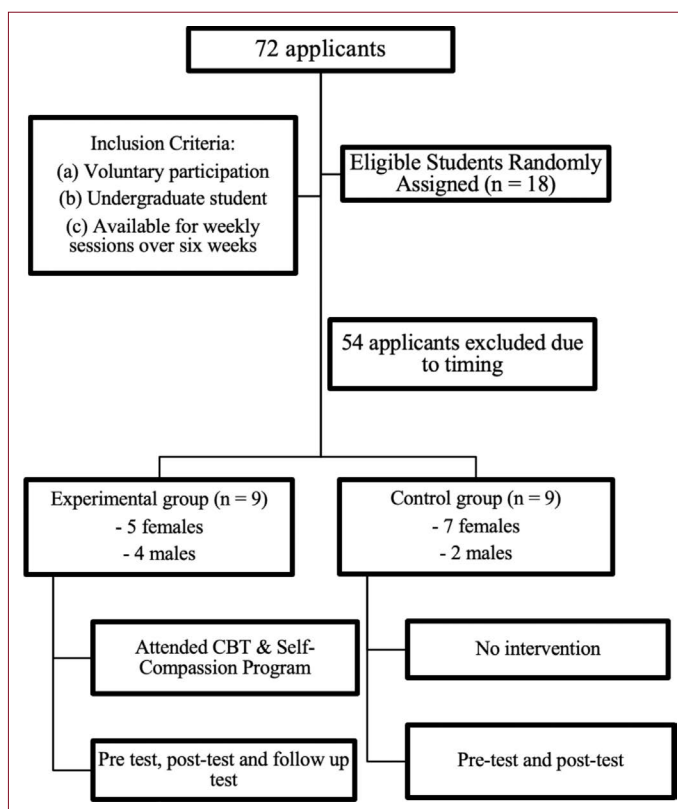 72 applicants
Inclusion Criteria:
(a) Voluntary participation
(b) Undergraduate student
(c) Available for weekly
sessions over six weeks
Eligible Students Randomly
Assigned (n = 18)
54 applicants excluded due
to timing
Experimental group (n = 9)
- 5 females
- 4 males
Control group (n = 9)
- 7 females
- 2 males
Attended CBT & Self-
Compassion Program
No intervention
Pre test, post-test and follow up
test
Pre-test and post-test